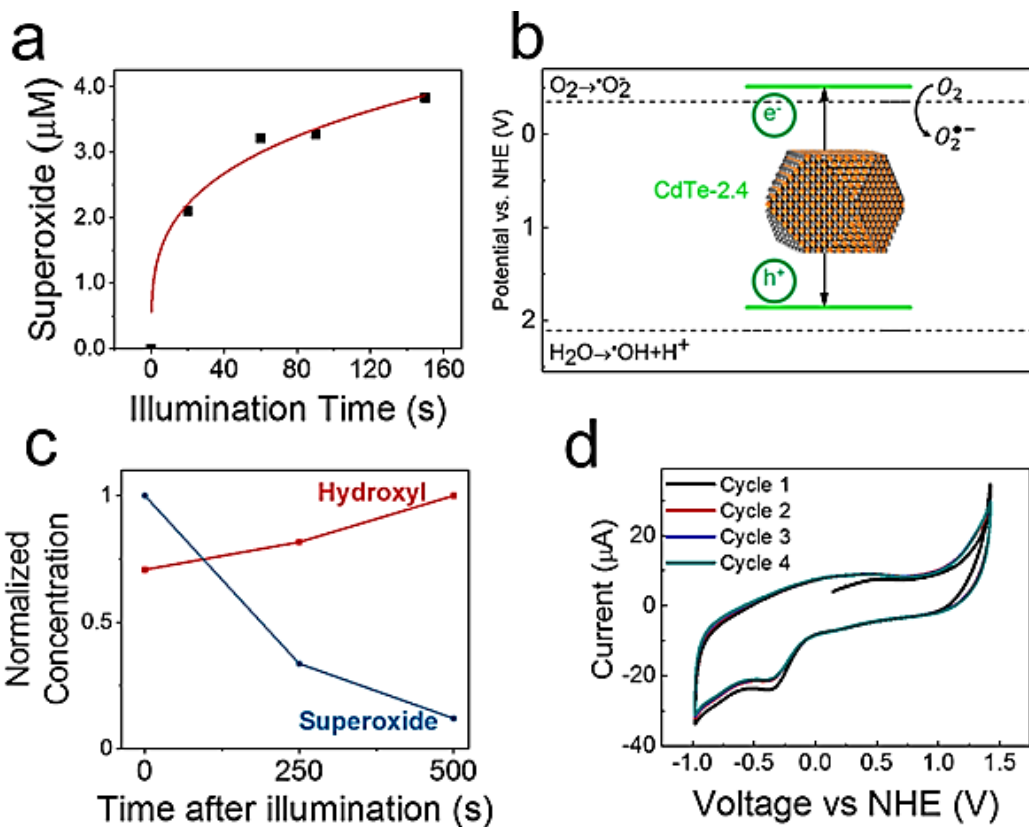 a
Superoxide (μM)
4.0
3.0
2.0
1.0
0.0
0 40 80 120 160
Illumination Time (s)
b
Potential vs. NHE (V)
0
1
2
O₂→•O₂⁻
e⁻
O₂
O₂•−
CdTe-2.4
h⁺
H₂O→•OH+H⁺
c
Normalized
Concentration
1
0.5
1
Hydroxyl
Superoxide
0 250 500
Time after illumination (s)
d
Current (μA)
20
0
-20
-40
Cycle 1
Cycle 2
Cycle 3
Cycle 4
-1.0 -0.5 0.0 0.5 1.0 1.5
Voltage vs NHE (V)